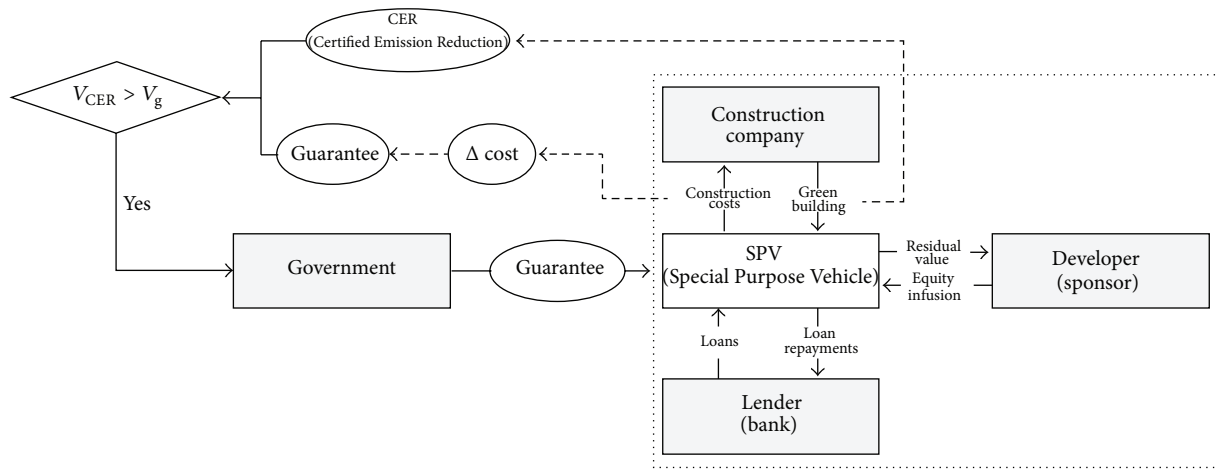 CER
(Certified Emission Reduction)
V_CER > V_g
Construction
company
Guarantee
Δ cost
Yes
Construction
costs
Green
building
Government
Guarantee
SPV
(Special Purpose Vehicle)
Residual
value
Equity
infusion
Developer
(sponsor)
Loans
Loan
repayments
Lender
(bank)